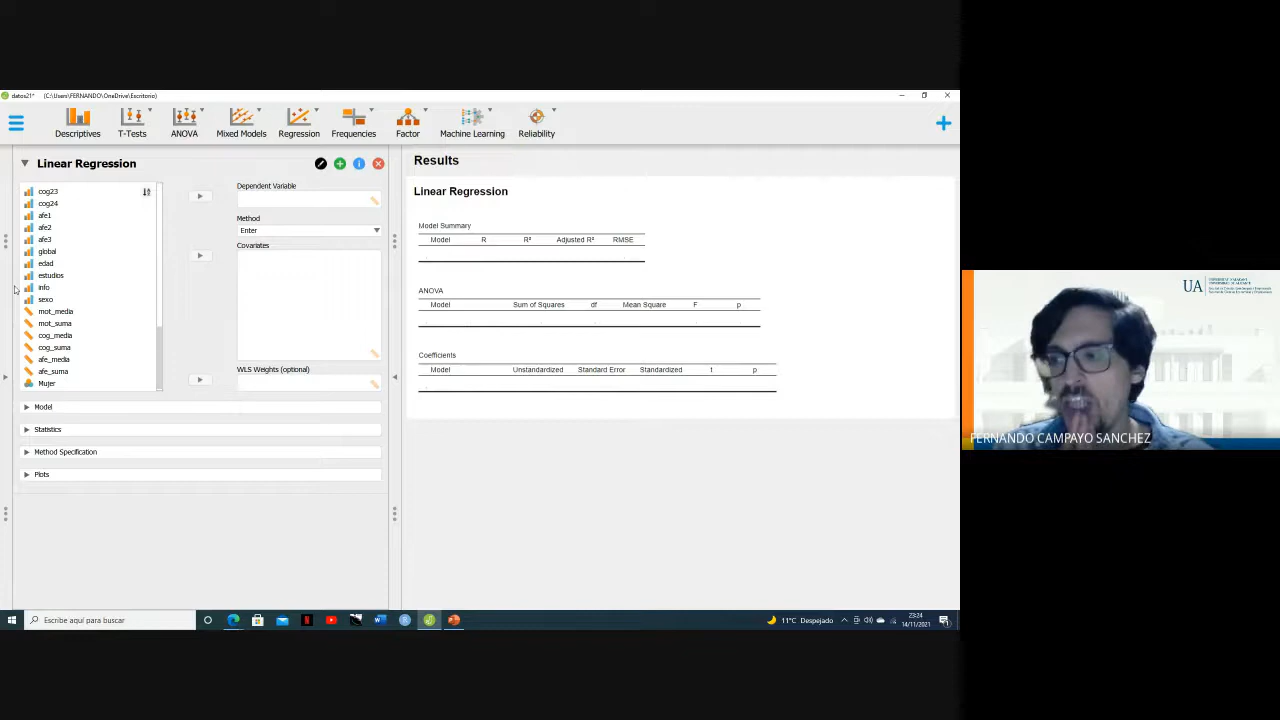 datos21* (C:\Users\FERNANDO\OneDrive\Escritorio)
Descriptives T-Tests ANOVA Mixed Models Regression Frequencies Factor Machine Learning Reliability
Linear Regression
cog23
cog24
afe1
afe2
afe3
global
edad
estudios
info
sexo
mot_media
mot_suma
cog_media
cog_suma
afe_media
afe_suma
Mujer
Dependent Variable
Method
Enter
Covariates
WLS Weights (optional)
Model
Statistics
Method Specification
Plots
Results
Linear Regression
Model Summary
Model R R² Adjusted R² RMSE
ANOVA
Model Sum of Squares df Mean Square F p
Coefficients
Model Unstandardized Standard Error Standardized t p
UA
FERNANDO CAMPAYO SANCHEZ
Escribe aquí para buscar
11°C Despejado
23:24
14/11/2021